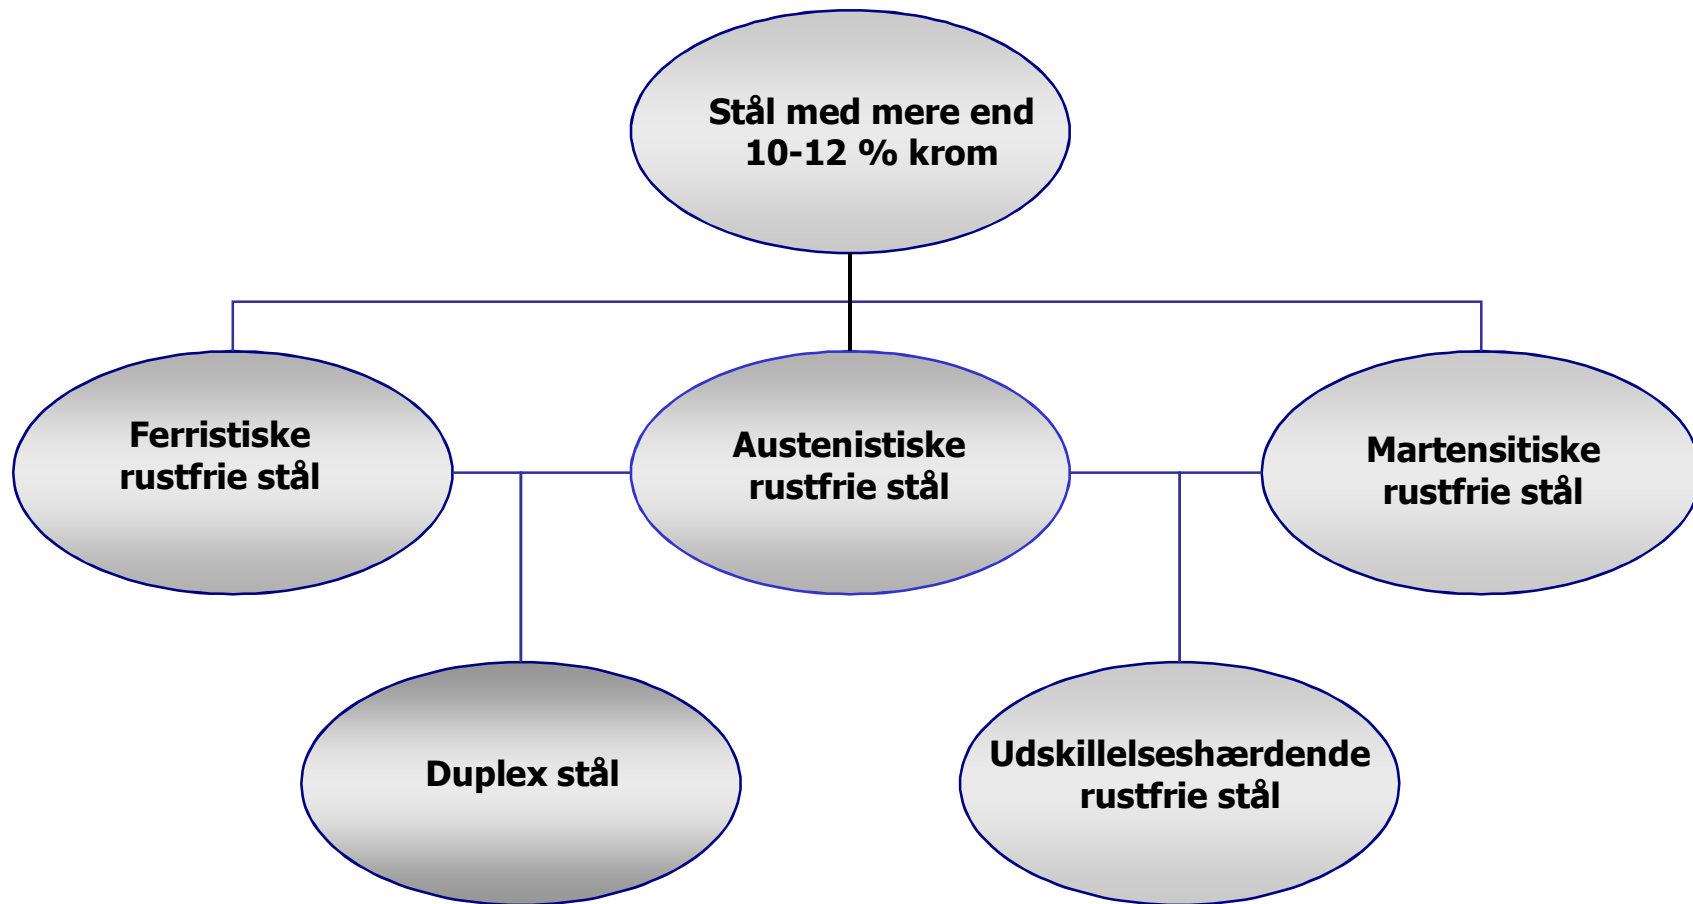 Stål med mere end
10-12 % krom
Ferristiske
rustfrie stål
Austenistiske
rustfrie stål
Martensitiske
rustfrie stål
Duplex stål
Udskillelseshærdende
rustfrie stål